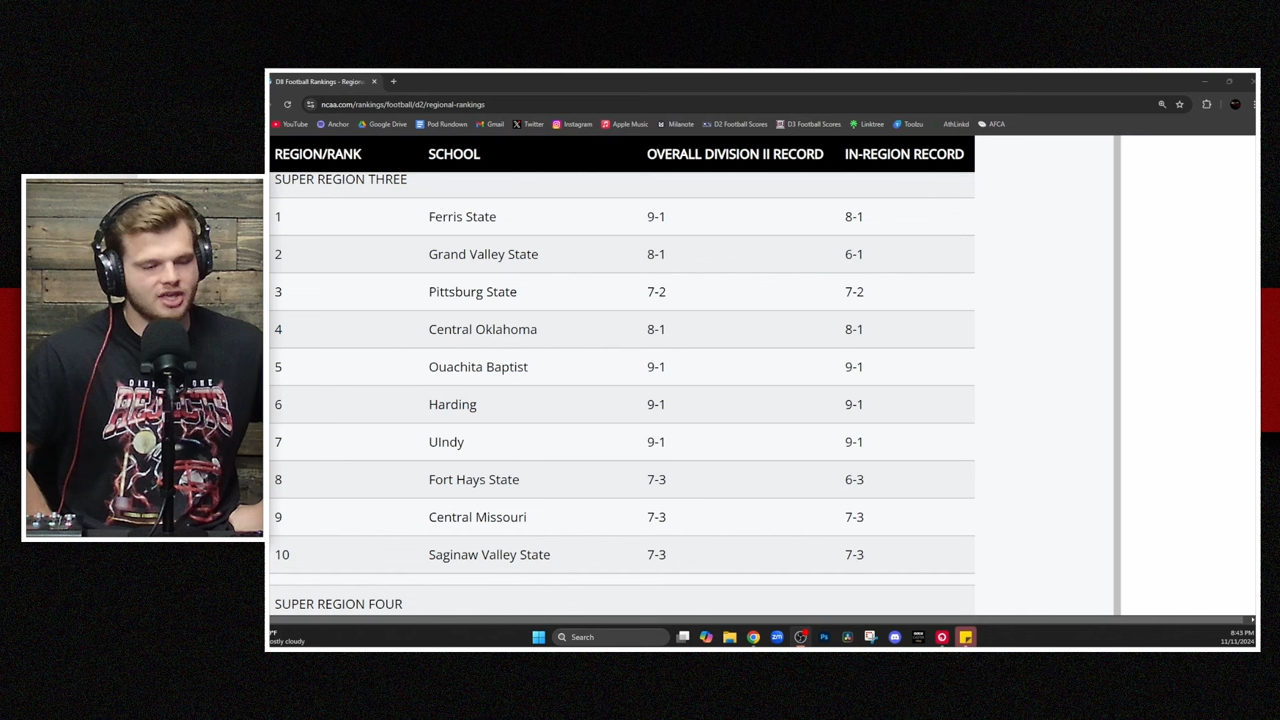 DII Football Rankings - Region
ncaa.com/rankings/football/d2/regional-rankings
YouTube Anchor Google Drive Pod Rundown Gmail Twitter Instagram Apple Music Milanote D2 Football Scores D3 Football Scores Linktree Toolzu AthLinkd AFCA
REGION/RANK SCHOOL OVERALL DIVISION II RECORD IN-REGION RECORD
SUPER REGION THREE
1 Ferris State 9-1 8-1
2 Grand Valley State 8-1 6-1
3 Pittsburg State 7-2 7-2
4 Central Oklahoma 8-1 8-1
5 Ouachita Baptist 9-1 9-1
6 Harding 9-1 9-1
7 UIndy 9-1 9-1
8 Fort Hays State 7-3 6-3
9 Central Missouri 7-3 7-3
10 Saginaw Valley State 7-3 7-3
SUPER REGION FOUR
DIVISION ONE
REJECTS
°F
ostly cloudy
Search
8:43 PM
11/11/2024